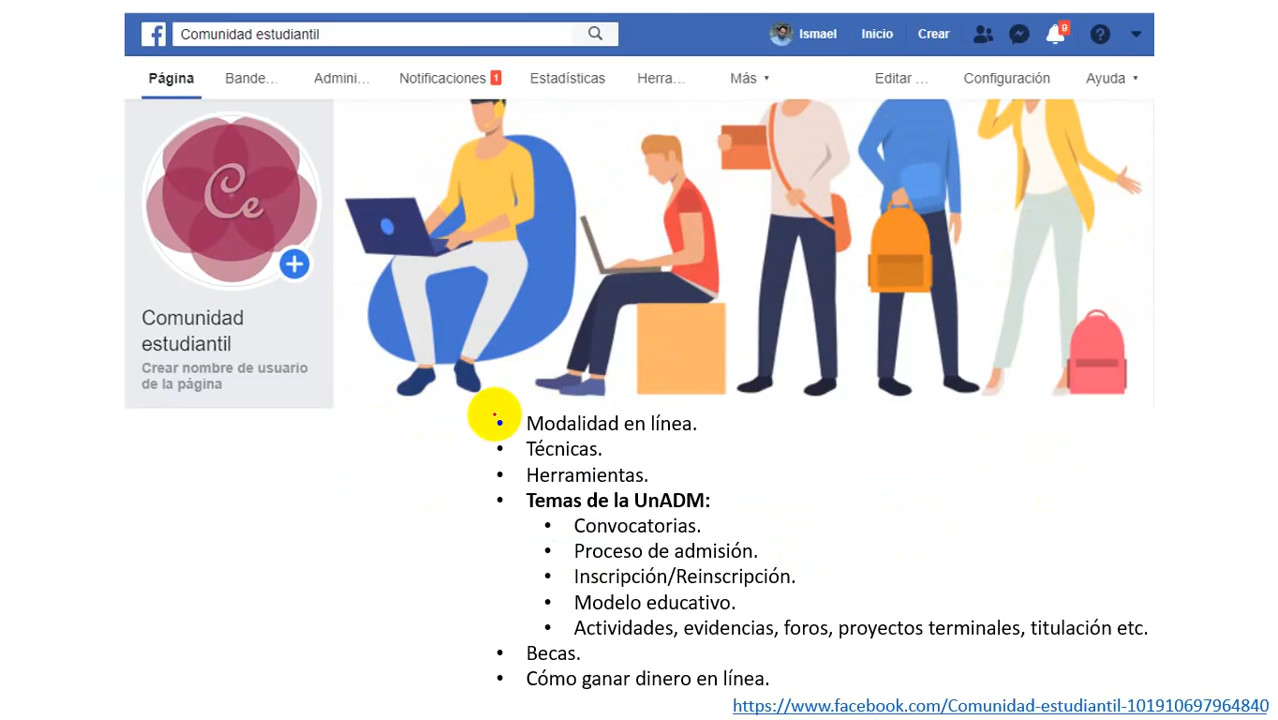 Comunidad estudiantil
Ismael Inicio Crear 9
Página Bande... Admini... Notificaciones 1 Estadísticas Herra... Más Editar ... Configuración Ayuda
Ce
Comunidad
estudiantil
Crear nombre de usuario
de la página
• Modalidad en línea.
• Técnicas.
• Herramientas.
• Temas de la UnADM:
• Convocatorias.
• Proceso de admisión.
• Inscripción/Reinscripción.
• Modelo educativo.
• Actividades, evidencias, foros, proyectos terminales, titulación etc.
• Becas.
• Cómo ganar dinero en línea.
https://www.facebook.com/Comunidad-estudiantil-101910697964840